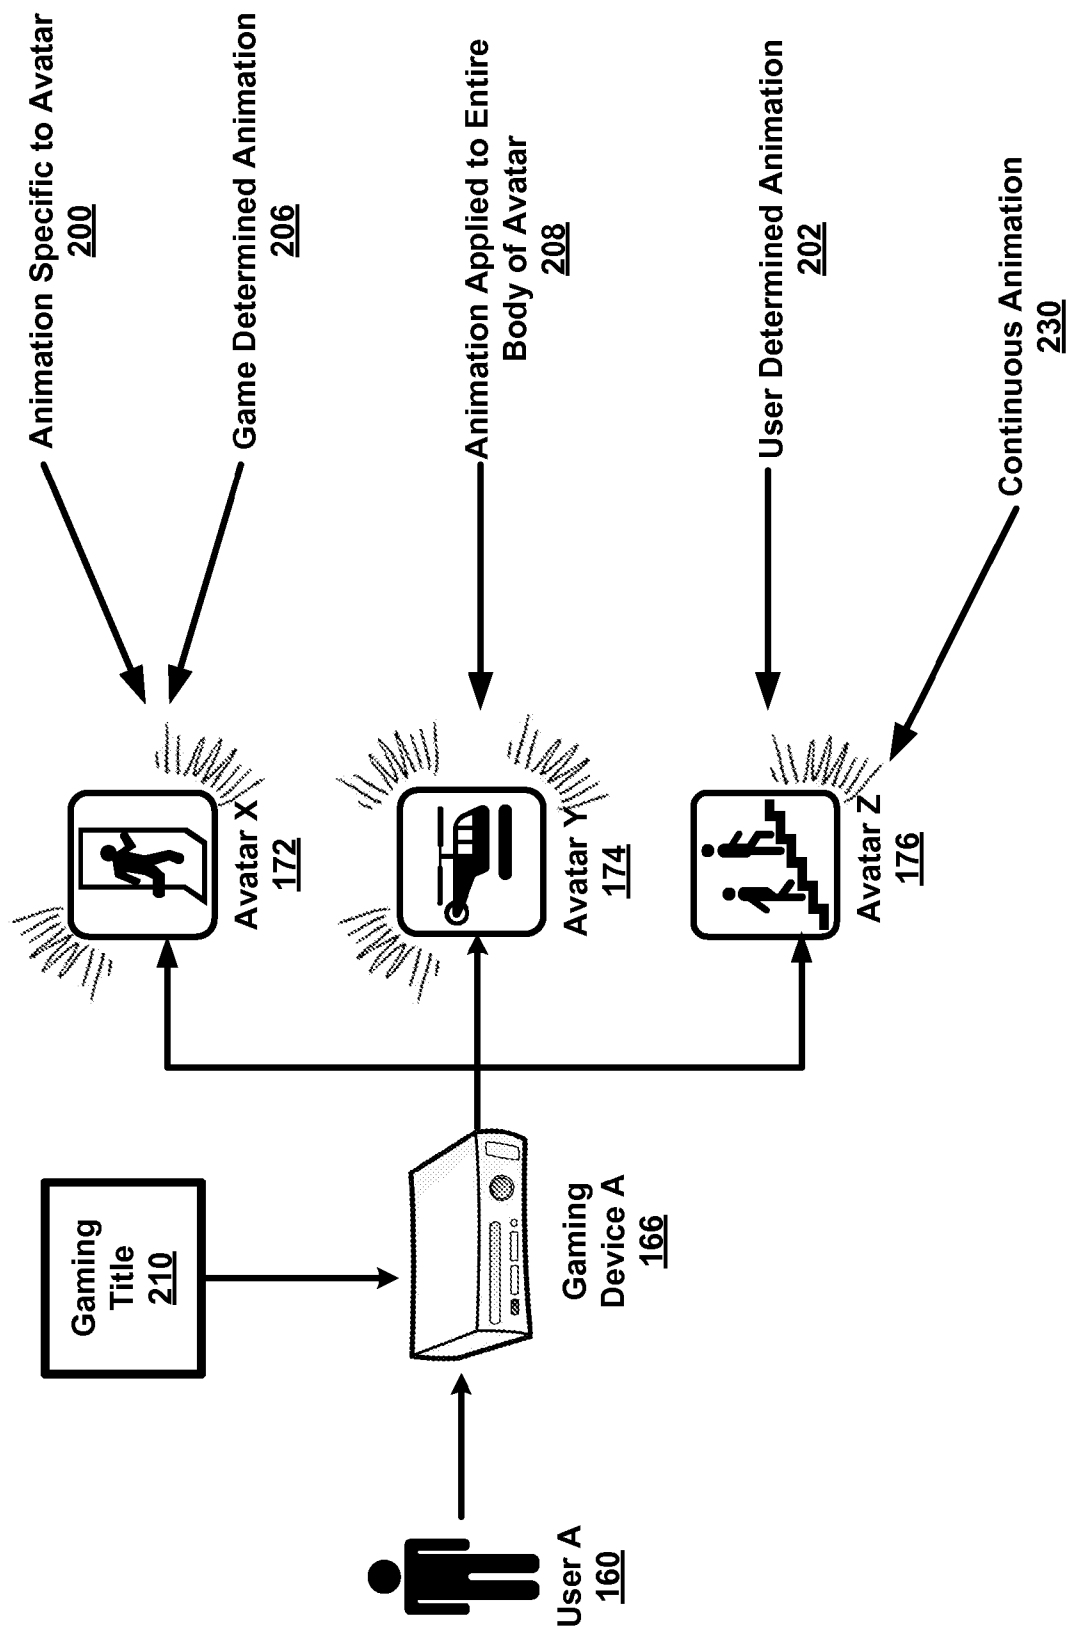 Animation Specific to Avatar
200
Game Determined Animation
206
Animation Applied to Entire
Body of Avatar
208
User Determined Animation
202
Continuous Animation
230
Avatar X
172
Avatar Y
174
Avatar Z
176
Gaming
Title
210
Gaming
Device A
166
User A
160